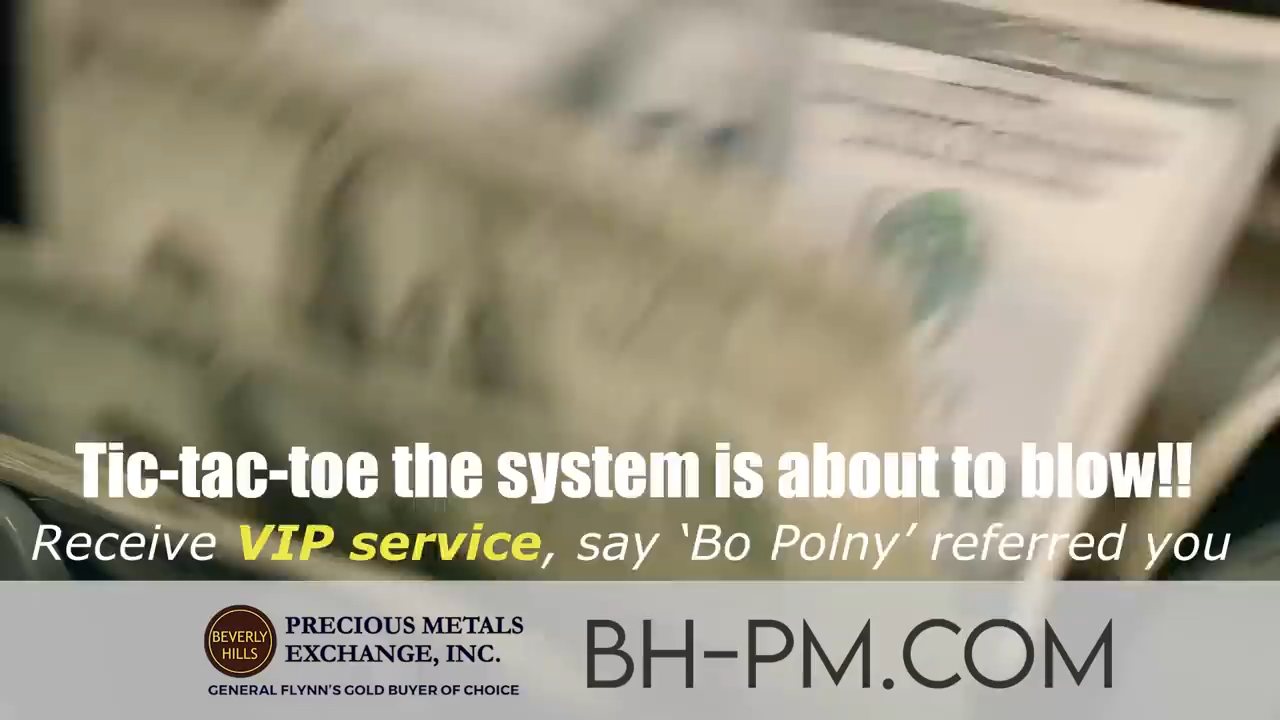 Tic-tac-toe the system is about to blow!!
Receive VIP service, say ‘Bo Polny’ referred you
BEVERLY
HILLS
PRECIOUS METALS
EXCHANGE, INC.
GENERAL FLYNN'S GOLD BUYER OF CHOICE
BH-PM.COM